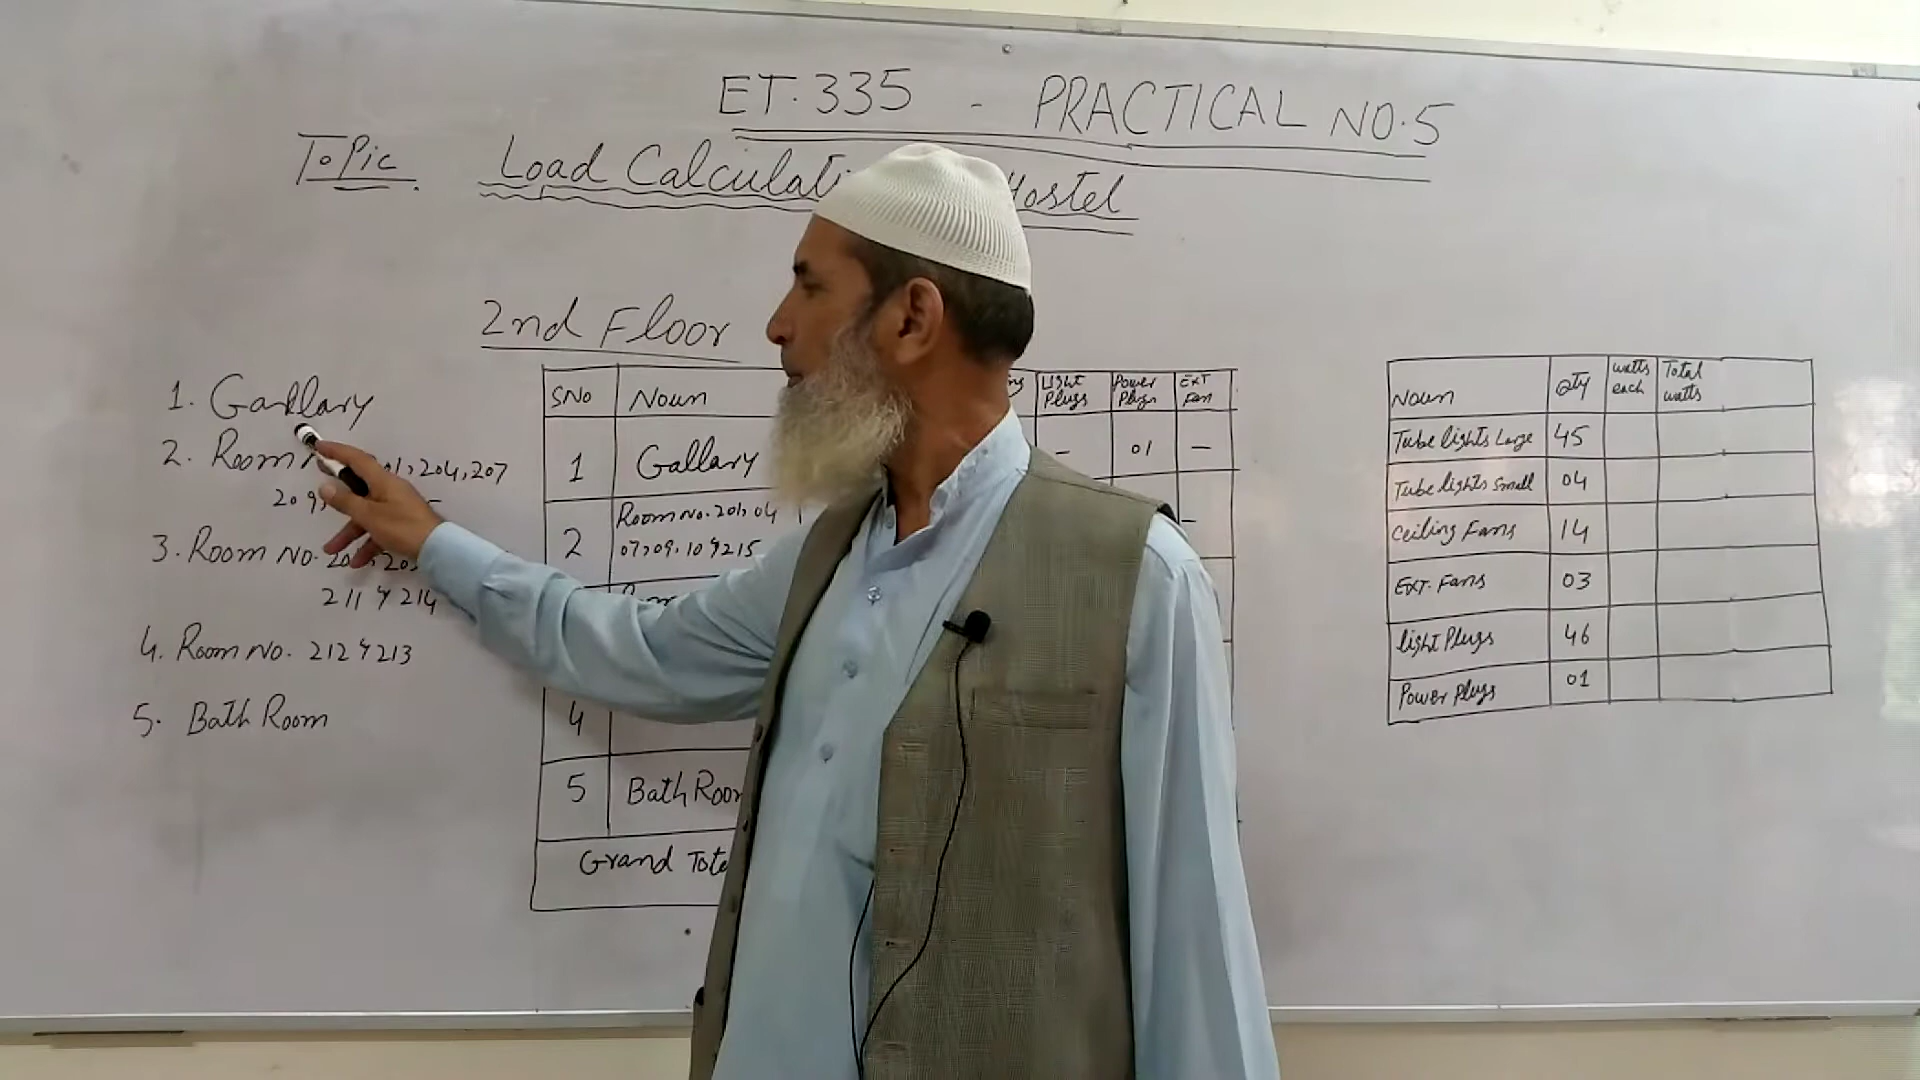 ET.335 - PRACTICAL NO.5
Topic Load Calculati Hostel
2nd Floor
1. Gallary
2. Room 204, 207
209
3. Room No.
211 & 214
4. Room No. 212 & 213
5. Bath Room
SNo Noun Light Plugs Power Plugs EXT Fan
1 Gallary - 01 -
2 Room No. 201, 04
07, 09, 10 & 215 -
4
5 Bath Room
Grand Tota
Noun Qty watts each Total watts
Tube lights Large 45
Tube lights Small 04
Ceiling Fans 14
EXT. Fans 03
light Plugs 46
Power Plugs 01